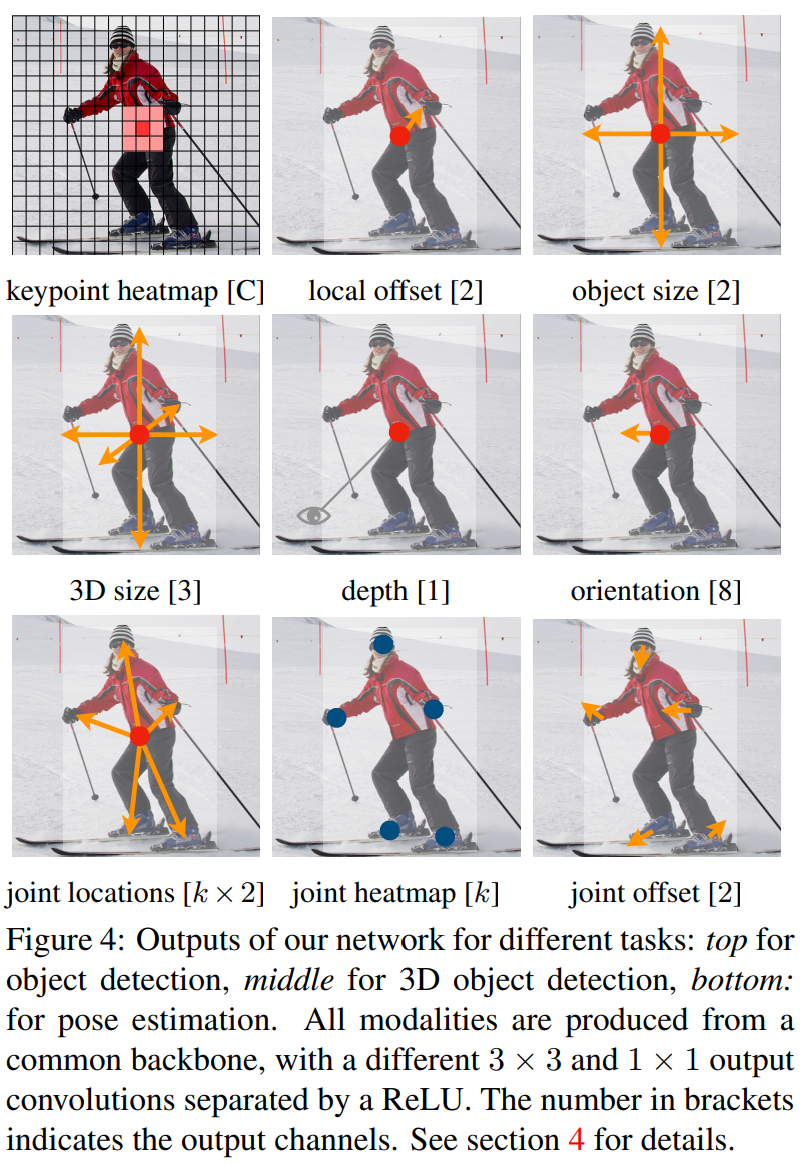 keypoint heatmap [C]
local offset [2]
object size [2]
3D size [3]
depth [1]
orientation [8]
joint locations [k × 2]
joint heatmap [k]
joint offset [2]
Figure 4: Outputs of our network for different tasks: top for
object detection, middle for 3D object detection, bottom:
for pose estimation. All modalities are produced from a
common backbone, with a different 3 × 3 and 1 × 1 output
convolutions separated by a ReLU. The number in brackets
indicates the output channels. See section 4 for details.